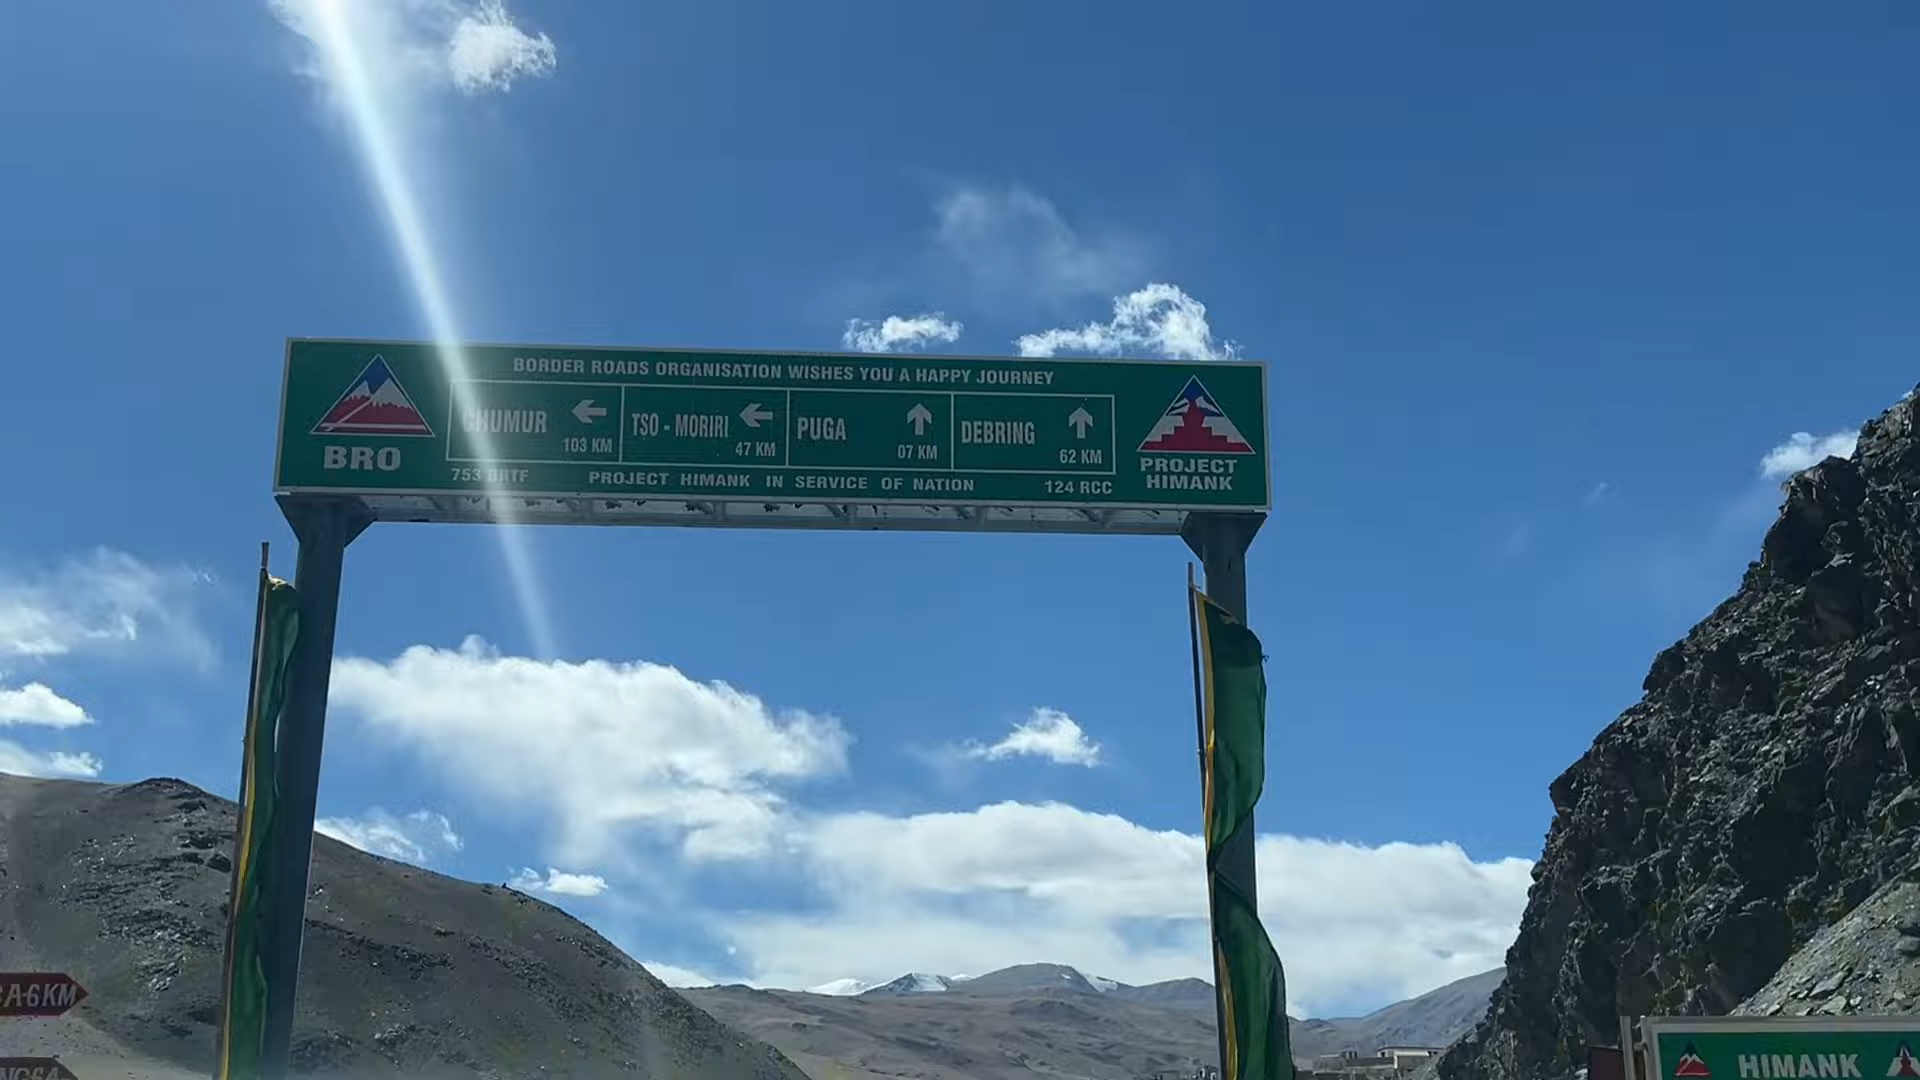 BORDER ROADS ORGANISATION WISHES YOU A HAPPY JOURNEY
CHUMUR
103 KM
TSO - MORIRI
47 KM
PUGA
07 KM
DEBRING
62 KM
BRO
753 BRTF
PROJECT HIMANK IN SERVICE OF NATION
124 RCC
PROJECT
HIMANK
A-6KM
HIMANK